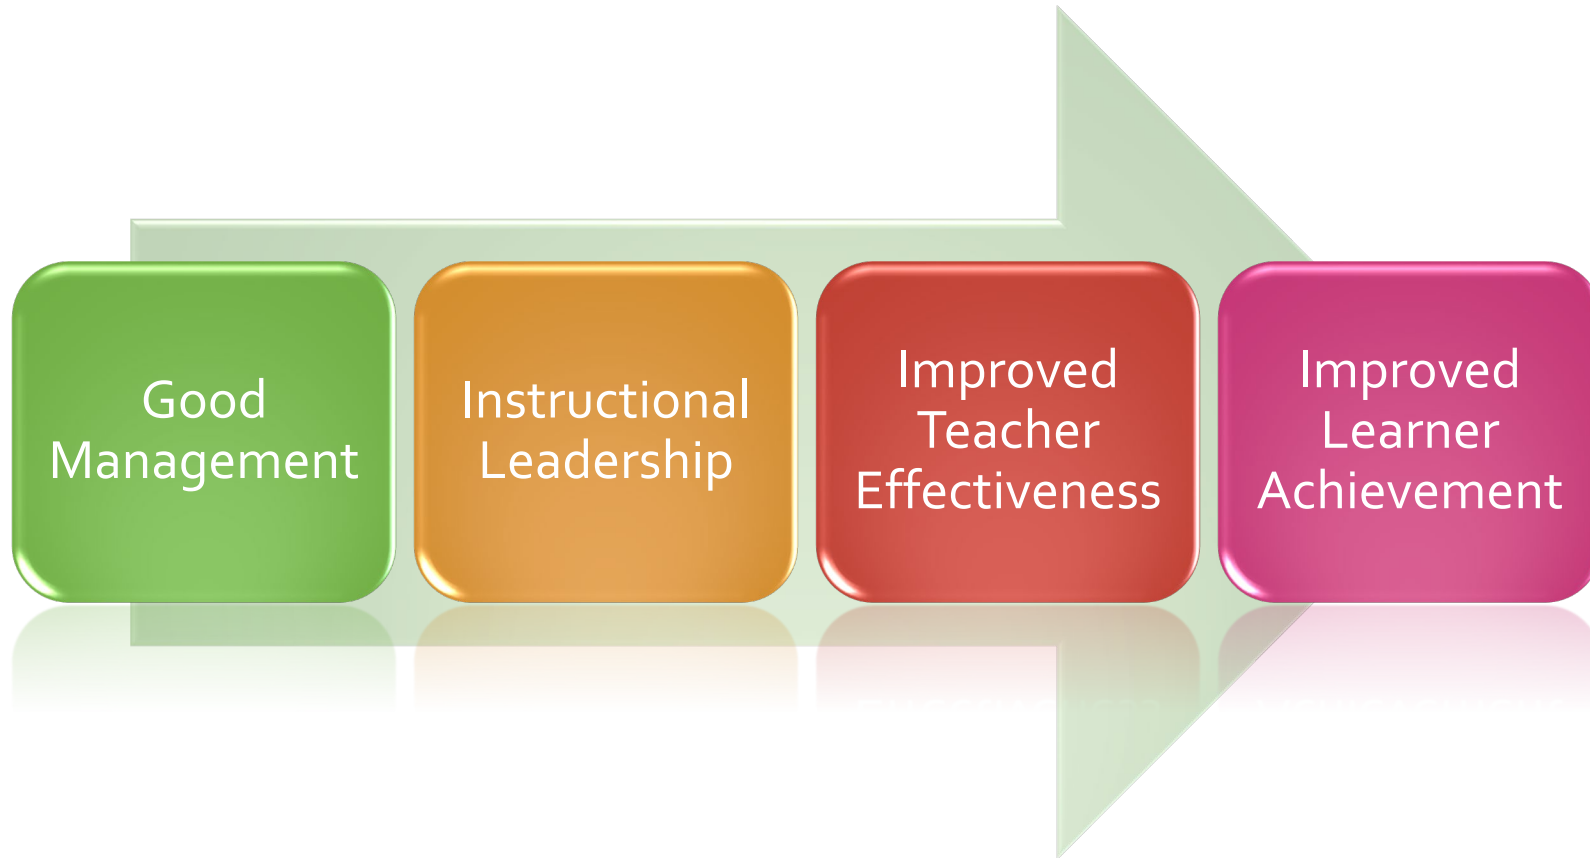 Good
Management
Instructional
Leadership
Improved
Teacher
Effectiveness
Improved
Learner
Achievement